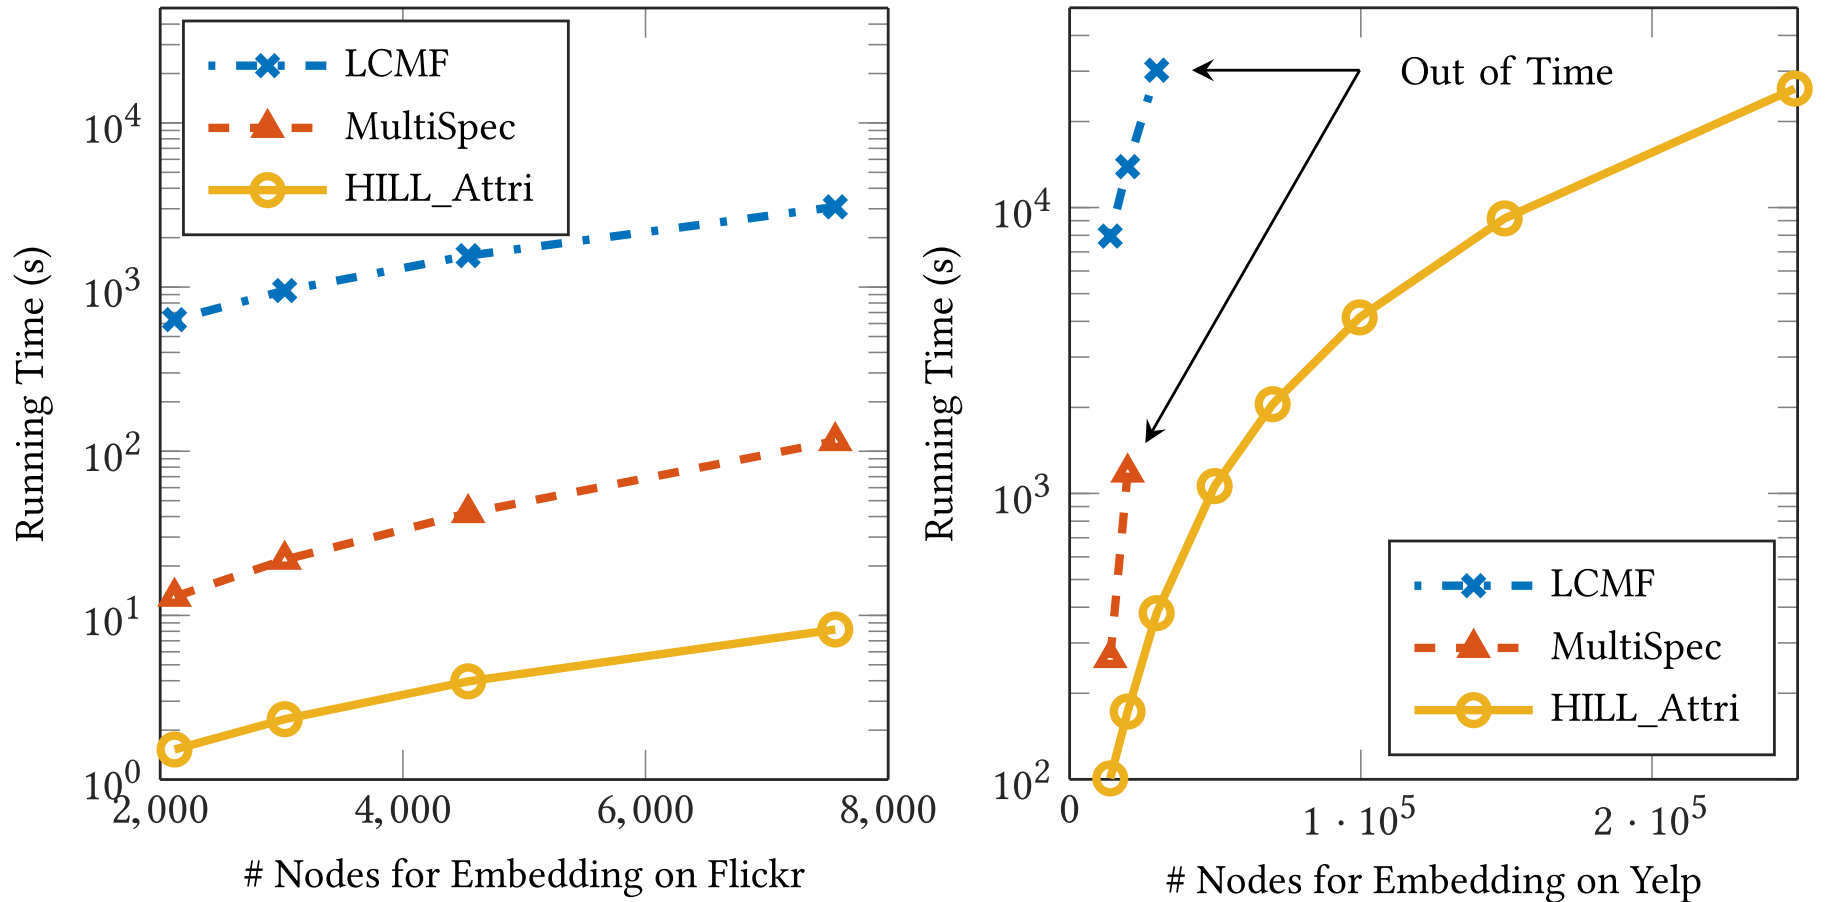 LCMF
MultiSpec
HILL_Attri
10^4
10^3
10^2
10^1
10^0
Running Time (s)
2,000 4,000 6,000 8,000
# Nodes for Embedding on Flickr
Out of Time
10^4
10^3
10^2
Running Time (s)
LCMF
MultiSpec
HILL_Attri
0 1 · 10^5 2 · 10^5
# Nodes for Embedding on Yelp